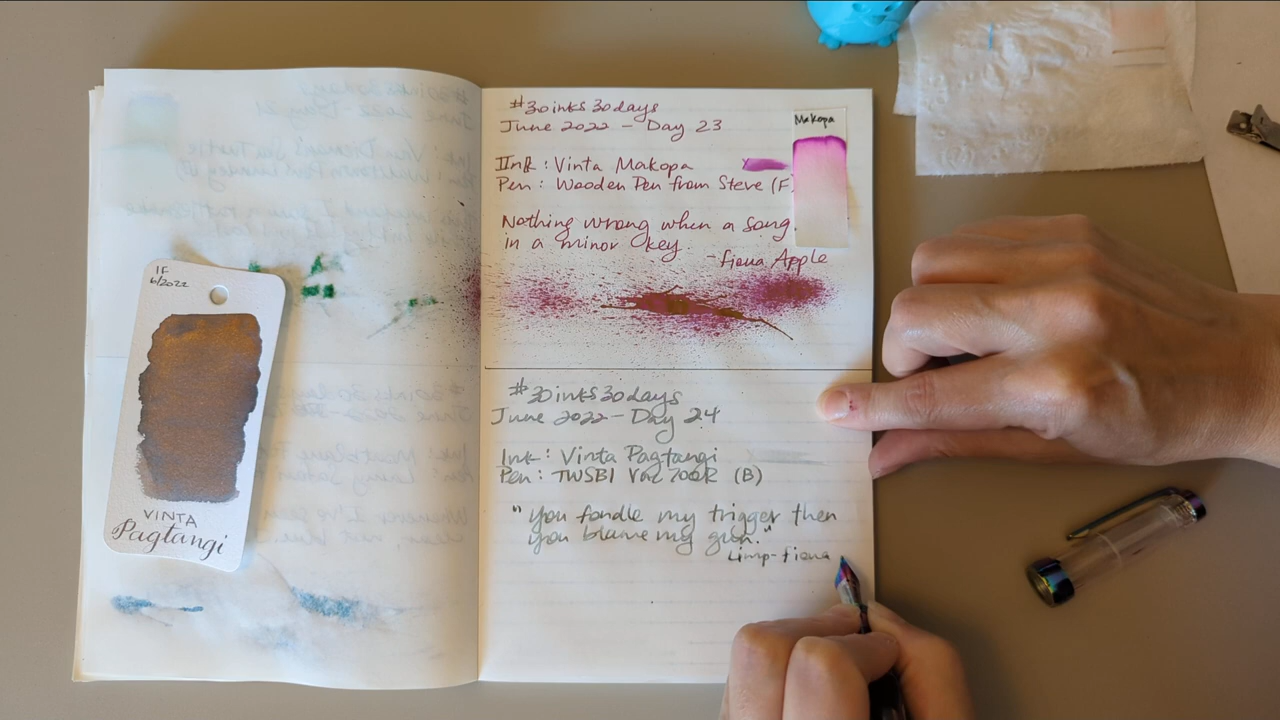 IF
6/2022
VINTA
Pagtangi
#30inks30days
June 2022 - Day 23
Ink: Vinta Makopa
Pen: Wooden Pen from Steve (F
Makopa
Nothing wrong when a song
in a minor key.
- Fiona Apple
#30inks30days
June 2022 - Day 24
Ink: Vinta Pagtangi
Pen: TWSBI Vac 700R (B)
"you fondle my trigger then
you blame my gun."
Limp - Fiona